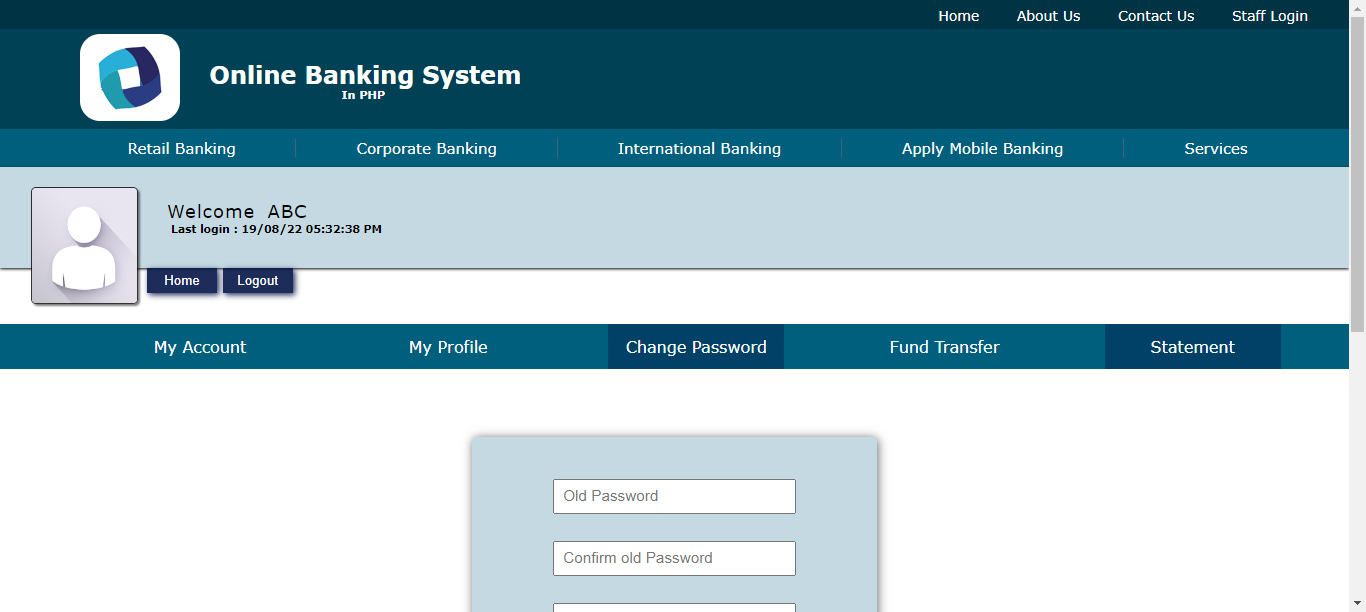 Home About Us Contact Us Staff Login
Online Banking System
In PHP
Retail Banking Corporate Banking International Banking Apply Mobile Banking Services
Welcome ABC
Last login : 19/08/22 05:32:38 PM
Home Logout
My Account My Profile Change Password Fund Transfer Statement
Old Password
Confirm old Password